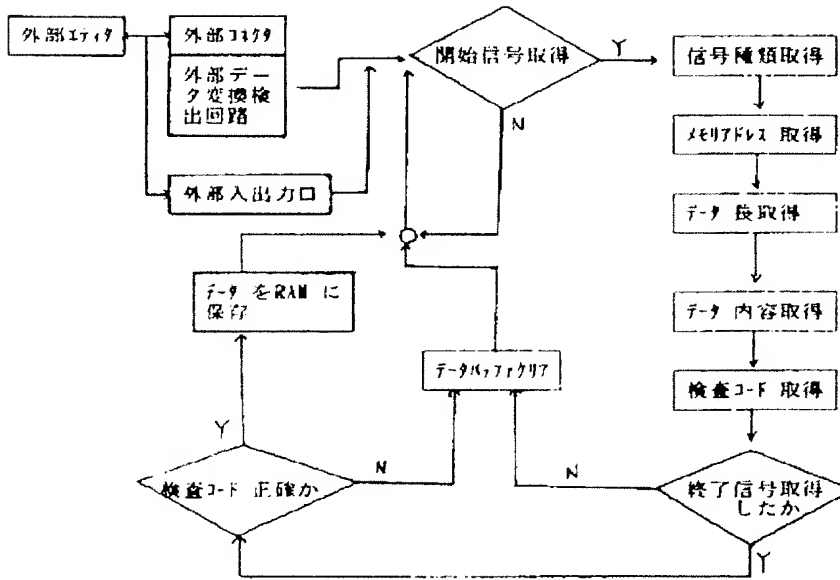 外部ｴﾃﾞｨﾀ
外部ｺﾈｸﾀ
外部デー
タ変換検
出回路
外部入出力口
開始信号取得
Y
N
信号種類取得
ﾒﾓﾘｱﾄﾞﾚｽ 取得
ﾃﾞｰﾀ 長取得
ﾃﾞｰﾀ 内容取得
検査ｺｰﾄﾞ 取得
終了信号取得
したか
N
Y
ﾃﾞｰﾀﾊﾞｯﾌｧｸﾘｱ
検査ｺｰﾄﾞ 正確か
N
Y
ﾃﾞｰﾀ をRAM に
保存